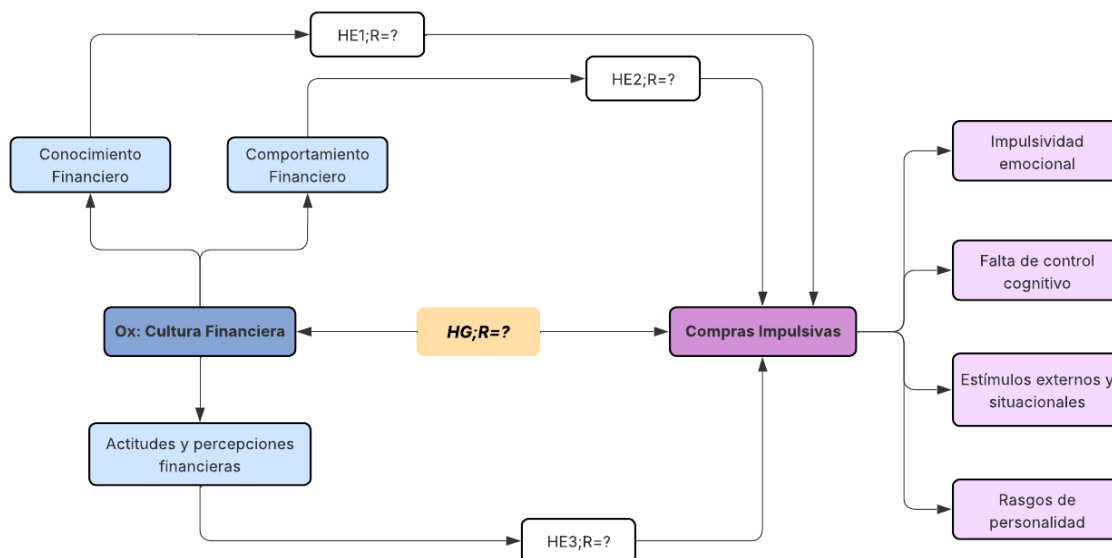 HE1;R=?
HE2;R=?
Conocimiento
Financiero
Comportamiento
Financiero
Impulsividad
emocional
Falta de control
cognitivo
Ox: Cultura Financiera
HG;R=?
Compras Impulsivas
Estímulos externos y
situacionales
Actitudes y percepciones
financieras
Rasgos de
personalidad
HE3;R=?